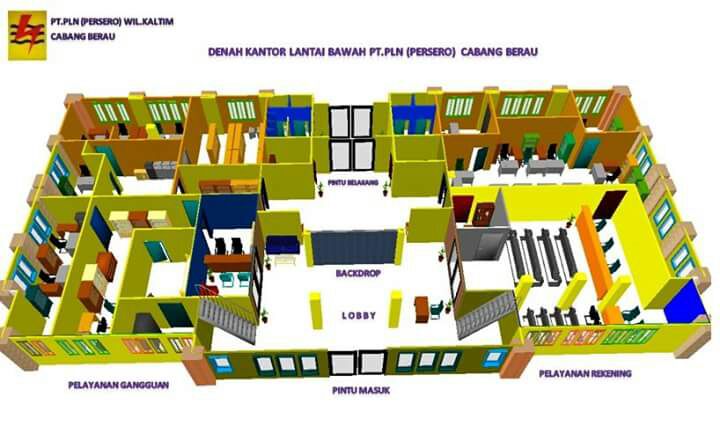 PT.PLN (PERSERO) WIL.KALTIM
CABANG BERAU
DENAH KANTOR LANTAI BAWAH PT.PLN (PERSERO) CABANG BERAU
PINTU BELAKANG
BACKDROP
LOBBY
PELAYANAN GANGGUAN
PINTU MASUK
PELAYANAN REKENING